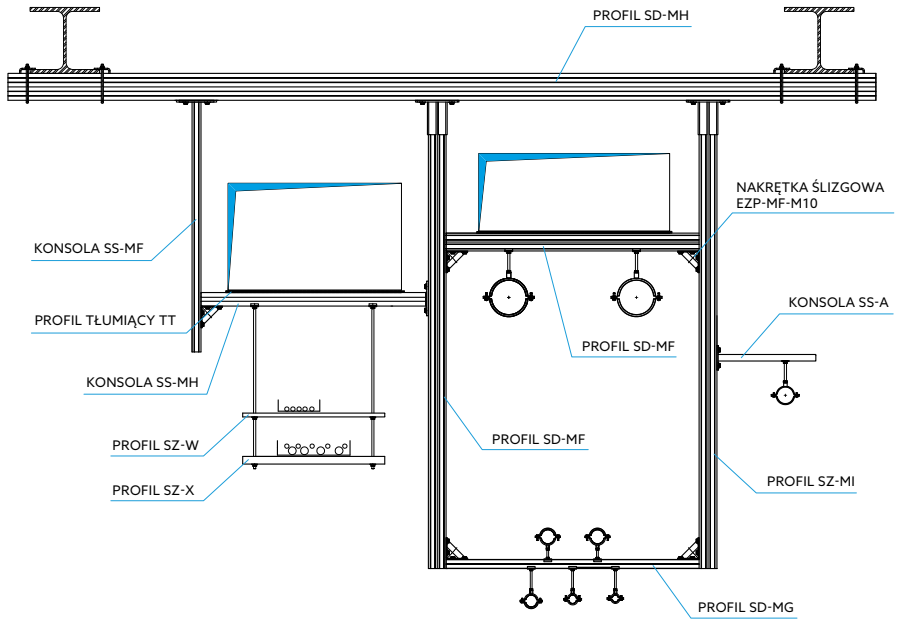 PROFIL SD-MH
NAKRĘTKA ŚLIZGOWA
EZP-MF-M10
KONSOLA SS-MF
KONSOLA SS-A
PROFIL TŁUMIĄCY TT
PROFIL SD-MF
KONSOLA SS-MH
PROFIL SZ-W
PROFIL SD-MF
PROFIL SZ-MI
PROFIL SZ-X
PROFIL SD-MG